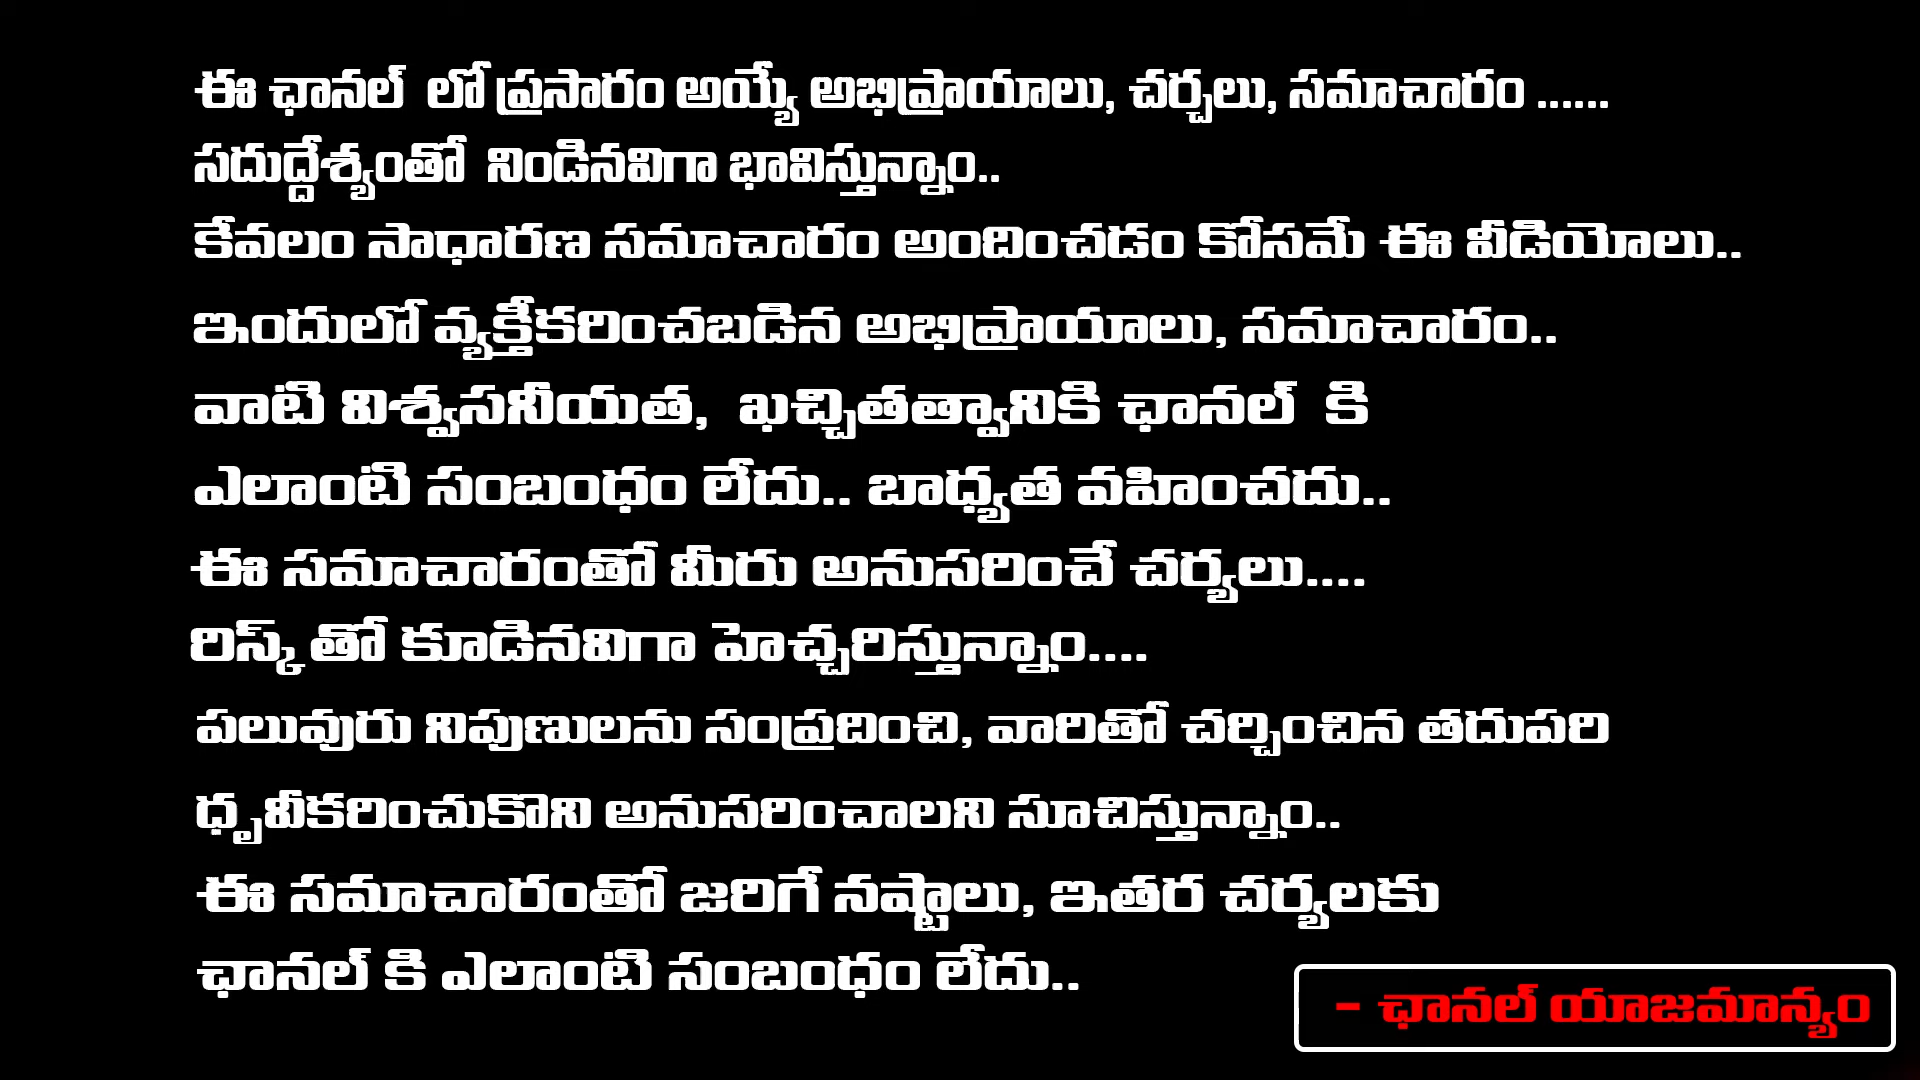 ఈ ఛానల్ లో ప్రసారం అయ్యే అభిప్రాయాలు, చర్చలు, సమాచారం ......
సదుద్దేశ్యంతో నిండినవిగా భావిస్తున్నాం..
కేవలం సాధారణ సమాచారం అందించడం కోసమే ఈ వీడియోలు..
ఇందులో వ్యక్తీకరించబడిన అభిప్రాయాలు, సమాచారం..
వాటి విశ్వసనీయత, ఖచ్చితత్వానికి ఛానల్ కి
ఎలాంటి సంబంధం లేదు.. బాధ్యత వహించదు..
ఈ సమాచారంతో మీరు అనుసరించే చర్యలు....
రిస్క్ తో కూడినవిగా హెచ్చరిస్తున్నాం....
పలువురు నిపుణులను సంప్రదించి, వారితో చర్చించిన తదుపరి
ధృవీకరించుకొని అనుసరించాలని సూచిస్తున్నాం..
ఈ సమాచారంతో జరిగే నష్టాలు, ఇతర చర్యలకు
ఛానల్ కి ఎలాంటి సంబంధం లేదు..
- ఛానల్ యాజమాన్యం